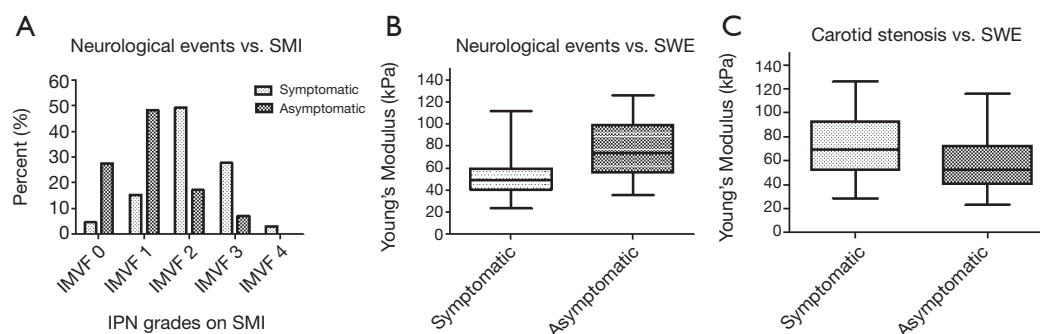 A
Neurological events vs. SMI
Percent (%)
60
50
40
30
20
10
0
Symptomatic
Asymptomatic
IMVF 0
IMVF 1
IMVF 2
IMVF 3
IMVF 4
IPN grades on SMI
B
Neurological events vs. SWE
Young's Modulus (kPa)
140
120
100
80
60
40
20
0
Symptomatic
Asymptomatic
C
Carotid stenosis vs. SWE
Young's Modulus (kPa)
140
120
100
80
60
40
20
0
Symptomatic
Asymptomatic